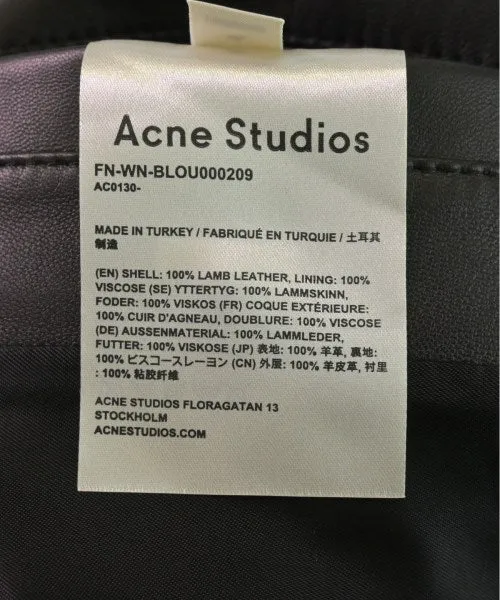 Acne Studios
FN-WN-BLOU000209
AC0130-
MADE IN TURKEY / FABRIQUÉ EN TURQUIE / 土耳其
制造
(EN) SHELL: 100% LAMB LEATHER, LINING: 100%
VISCOSE (SE) YTTERTYG: 100% LAMMSKINN,
FODER: 100% VISKOS (FR) COQUE EXTÉRIEURE:
100% CUIR D'AGNEAU, DOUBLURE: 100% VISCOSE
(DE) AUSSENMATERIAL: 100% LAMMLEDER,
FUTTER: 100% VISKOSE (JP) 表地: 100% 羊革, 裏地:
100% ビスコースレーヨン (CN) 外层: 100% 羊皮革, 衬里
: 100% 粘胶纤维
ACNE STUDIOS FLORAGATAN 13
STOCKHOLM
ACNESTUDIOS.COM